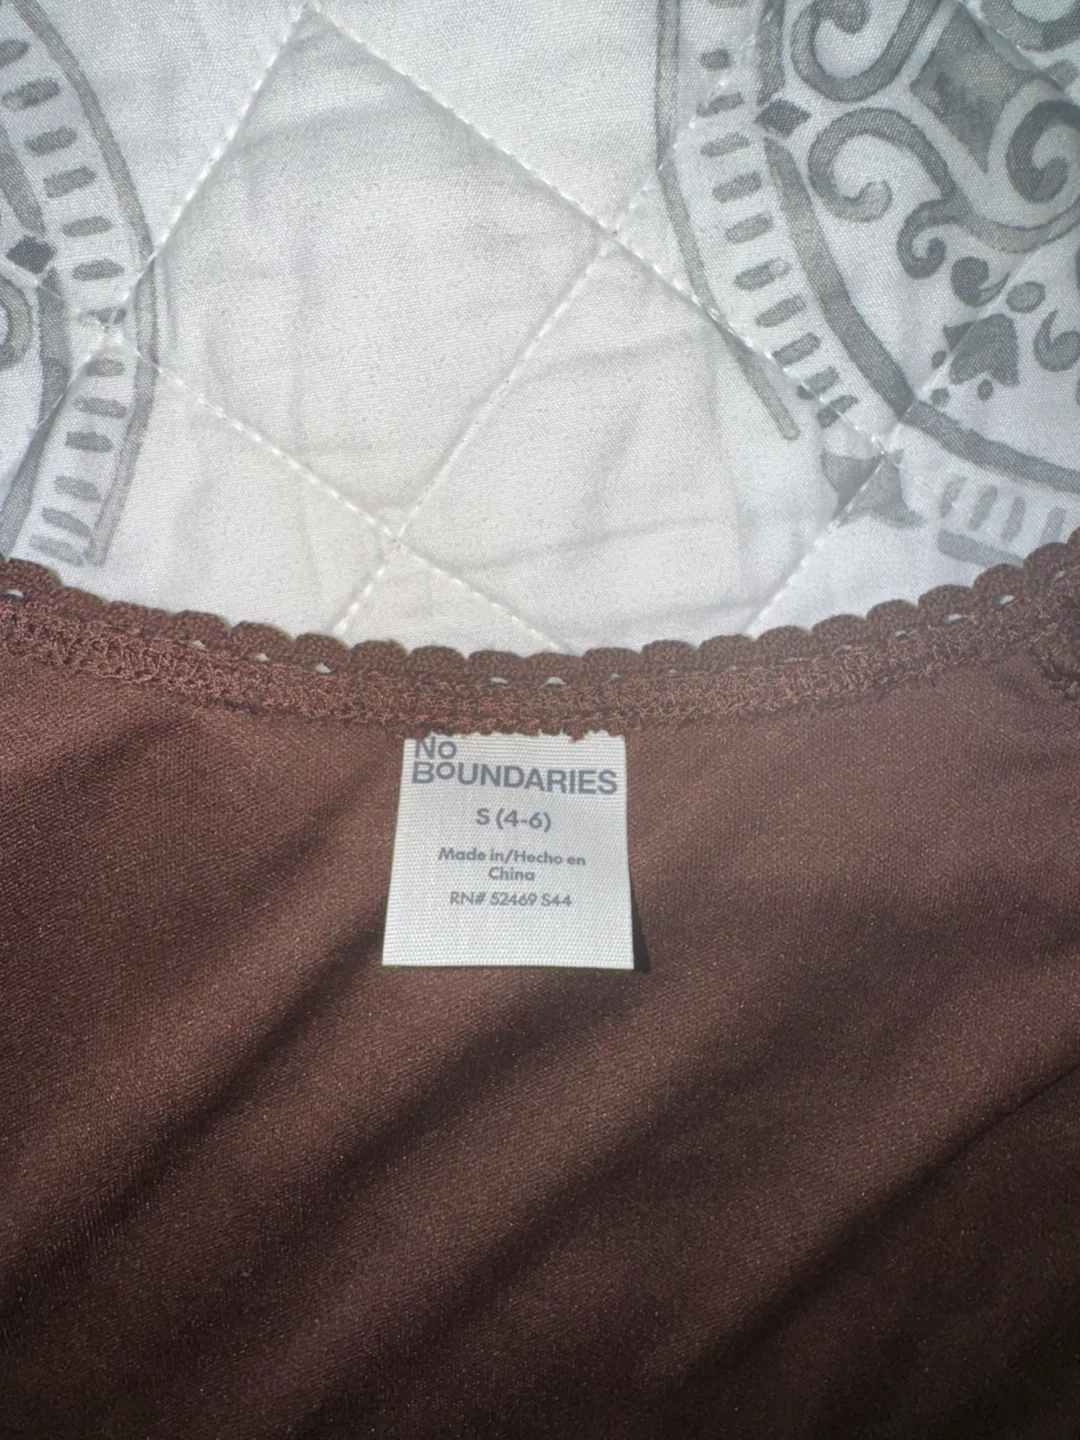 No
BoUNDARIES
S (4-6)
Made in/Hecho en
China
RN# 52469 S44